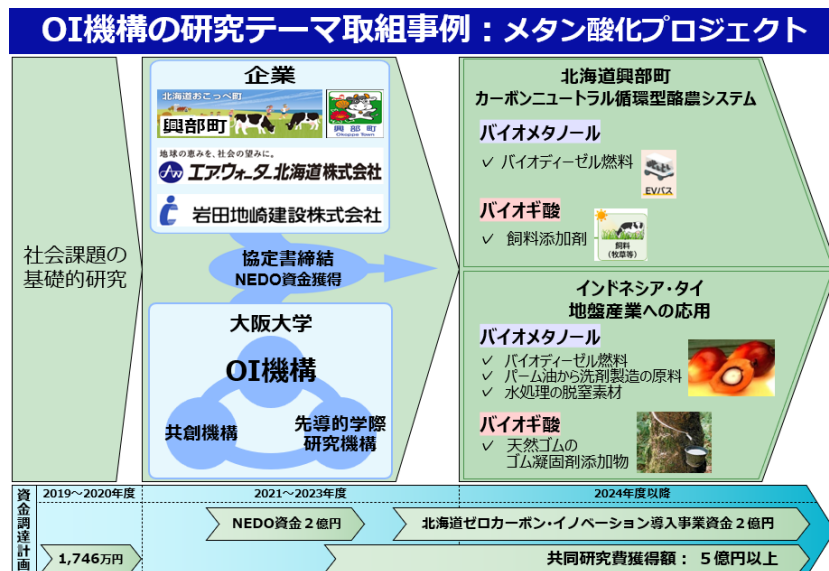 OI機構の研究テーマ取組事例：メタン酸化プロジェクト
社会課題の
基礎的研究
企業
北海道おこっぺ町
興部町
興部町
Okoppe Town
地球の恵みを、社会の望みに。
エア・ウォーター北海道株式会社
岩田地崎建設株式会社
協定書締結
NEDO資金獲得
大阪大学
OI機構
共創機構
先導的学際
研究機構
北海道興部町
カーボンニュートラル循環型酪農システム
バイオメタノール
✓ バイオディーゼル燃料
EVバス
バイオギ酸
✓ 飼料添加剤
飼料
(牧草等)
インドネシア・タイ
地盤産業への応用
バイオメタノール
✓ バイオディーゼル燃料
✓ パーム油から洗剤製造の原料
✓ 水処理の脱窒素材
バイオギ酸
✓ 天然ゴムの
ゴム凝固剤添加物
資金調達計画
2019～2020年度
2021～2023年度
2024年度以降
NEDO資金２億円
北海道ゼロカーボン・イノベーション導入事業資金２億円
1,746万円
共同研究費獲得額： ５億円以上